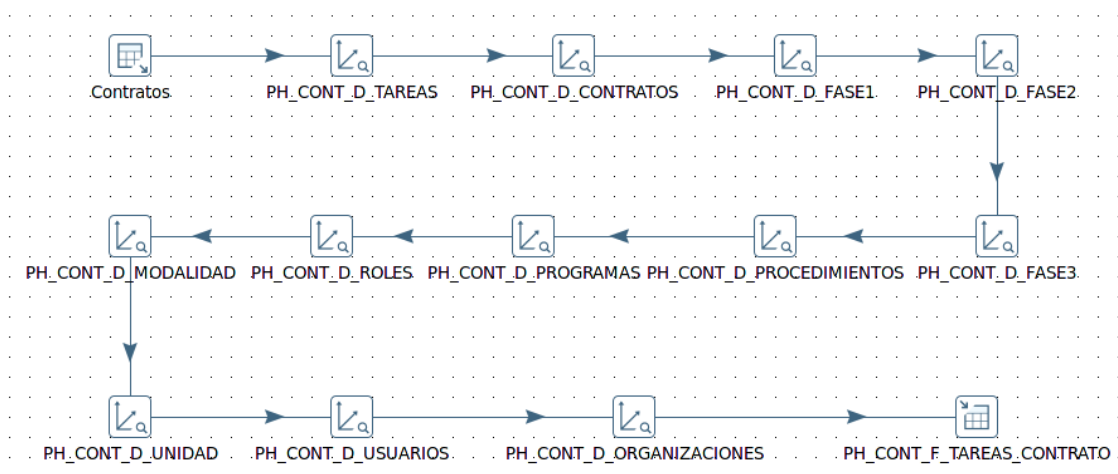 Contratos PH_CONT_D_TAREAS PH_CONT_D_CONTRATOS PH_CONT_D_FASE1 PH_CONT_D_FASE2
PH_CONT_D_MODALIDAD PH_CONT_D_ROLES PH_CONT_D_PROGRAMAS PH_CONT_D_PROCEDIMIENTOS PH_CONT_D_FASE3
PH_CONT_D_UNIDAD PH_CONT_D_USUARIOS PH_CONT_D_ORGANIZACIONES PH_CONT_F_TAREAS_CONTRATO